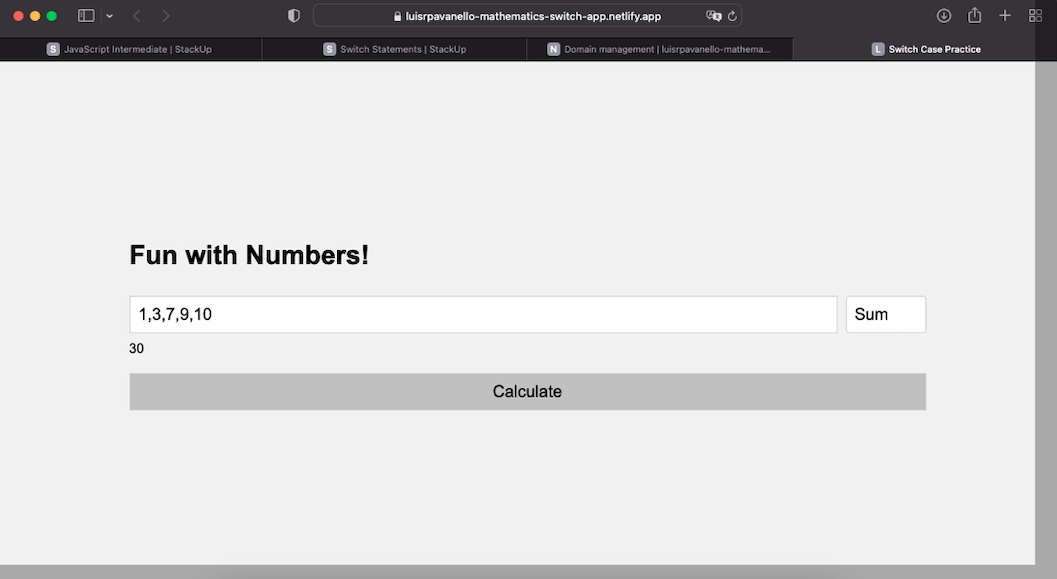 luisrpavanello-mathematics-switch-app.netlify.app
S JavaScript Intermediate | StackUp
S Switch Statements | StackUp
N Domain management | luisrpavanello-mathema...
L Switch Case Practice
Fun with Numbers!
1,3,7,9,10 Sum
30
Calculate